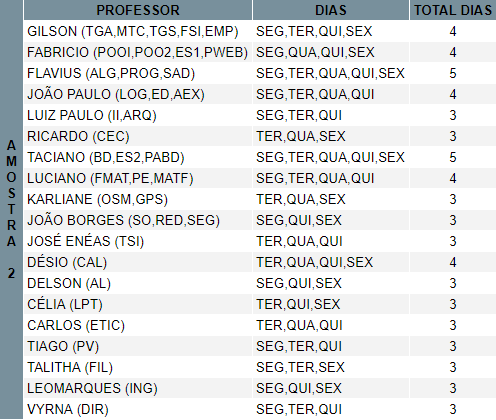 AMOSTRA 2
PROFESSOR DIAS TOTAL DIAS
GILSON (TGA,MTC,TGS,FSI,EMP) SEG,TER,QUI,SEX 4
FABRICIO (POOI,POO2,ES1,PWEB) SEG,QUA,QUI,SEX 4
FLAVIUS (ALG,PROG,SAD) SEG,TER,QUA,QUI,SEX 5
JOÃO PAULO (LOG,ED,AEX) SEG,TER,QUA,QUI 4
LUIZ PAULO (II,ARQ) SEG,TER,QUI 3
RICARDO (CEC) TER,QUA,SEX 3
TACIANO (BD,ES2,PABD) SEG,TER,QUA,QUI,SEX 5
LUCIANO (FMAT,PE,MATF) SEG,TER,QUA,QUI 4
KARLIANE (OSM,GPS) TER,QUA,SEX 3
JOÃO BORGES (SO,RED,SEG) SEG,QUI,SEX 3
JOSÉ ENÉAS (TSI) TER,QUA,QUI 3
DÉSIO (CAL) TER,QUA,QUI,SEX 4
DELSON (AL) SEG,QUI,SEX 3
CÉLIA (LPT) TER,QUI,SEX 3
CARLOS (ETIC) TER,QUA,QUI 3
TIAGO (PV) SEG,TER,QUI 3
TALITHA (FIL) SEG,TER,SEX 3
LEOMARQUES (ING) SEG,QUI,SEX 3
VYRNA (DIR) SEG,TER,QUI 3